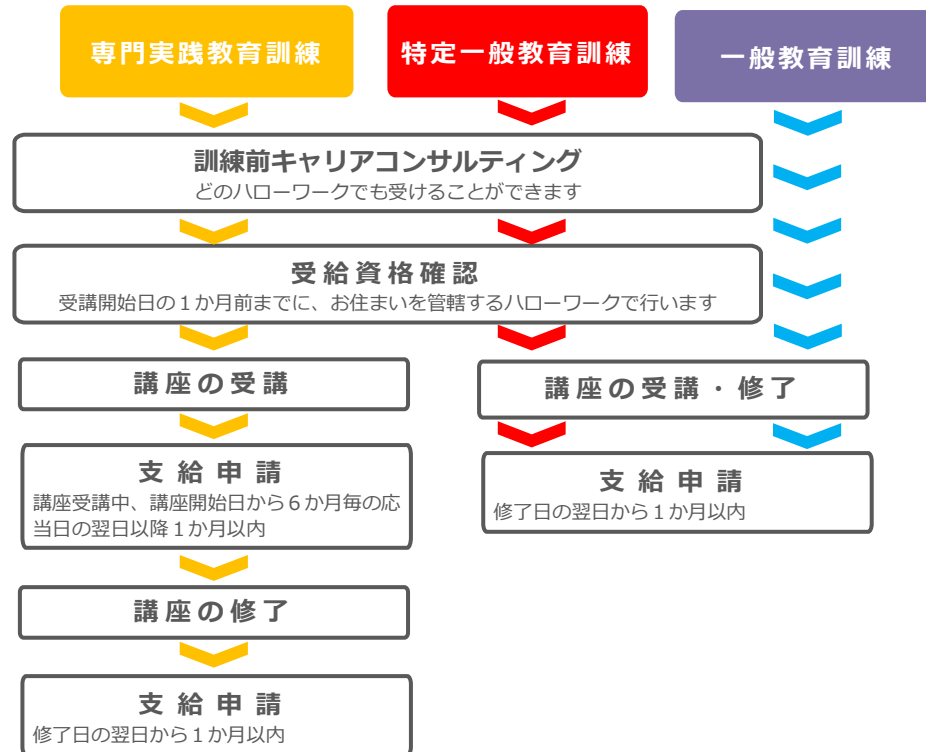 専門実践教育訓練
特定一般教育訓練
一般教育訓練
訓練前キャリアコンサルティング
どのハローワークでも受けることができます
受給資格確認
受講開始日の１か月前までに、お住まいを管轄するハローワークで行います
講座の受講
講座の受講・修了
支給申請
講座受講中、講座開始日から６か月毎の応
当日の翌日以降１か月以内
支給申請
修了日の翌日から１か月以内
講座の修了
支給申請
修了日の翌日から１か月以内